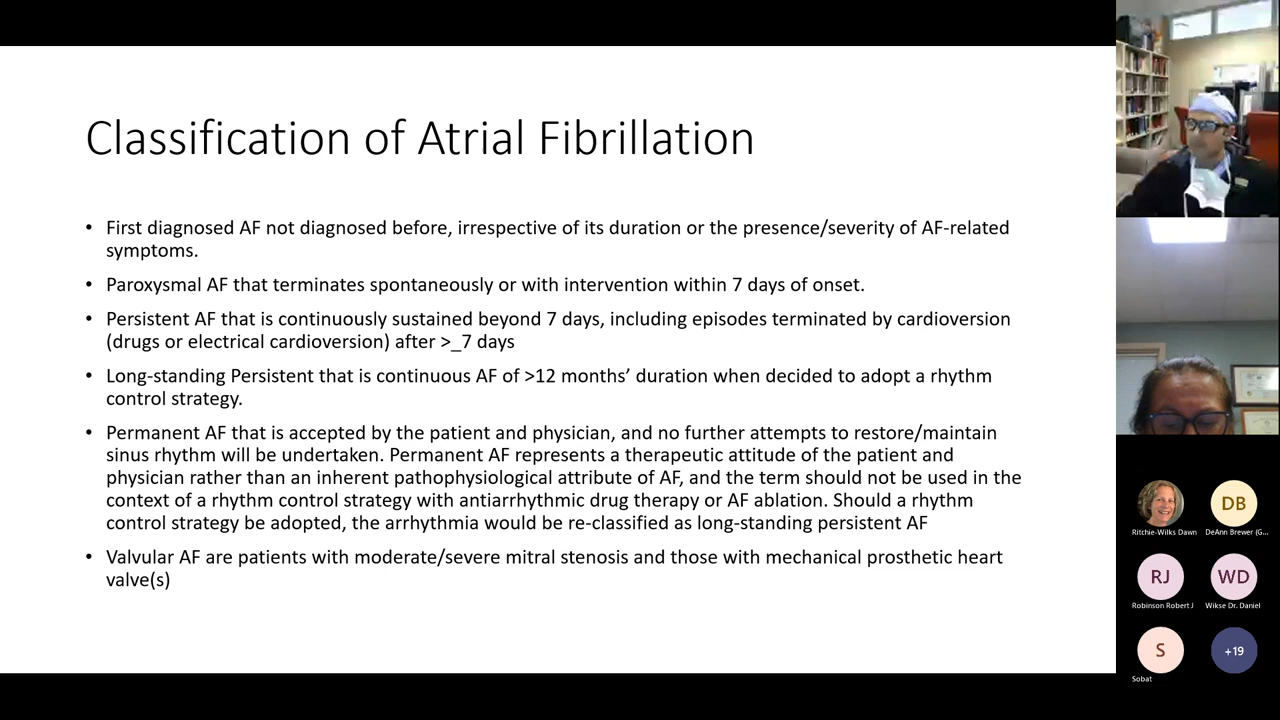 Classification of Atrial Fibrillation
• First diagnosed AF not diagnosed before, irrespective of its duration or the presence/severity of AF-related
symptoms.
• Paroxysmal AF that terminates spontaneously or with intervention within 7 days of onset.
• Persistent AF that is continuously sustained beyond 7 days, including episodes terminated by cardioversion
(drugs or electrical cardioversion) after >_7 days
• Long-standing Persistent that is continuous AF of >12 months’ duration when decided to adopt a rhythm
control strategy.
• Permanent AF that is accepted by the patient and physician, and no further attempts to restore/maintain
sinus rhythm will be undertaken. Permanent AF represents a therapeutic attitude of the patient and
physician rather than an inherent pathophysiological attribute of AF, and the term should not be used in the
context of a rhythm control strategy with antiarrhythmic drug therapy or AF ablation. Should a rhythm
control strategy be adopted, the arrhythmia would be re-classified as long-standing persistent AF
• Valvular AF are patients with moderate/severe mitral stenosis and those with mechanical prosthetic heart
valve(s)
DB
Ritchie-Wilks Dawn
DeAnn Brewer (G...
RJ
WD
Robinson Robert J
Wikse Dr. Daniel
S
+19
Sobat